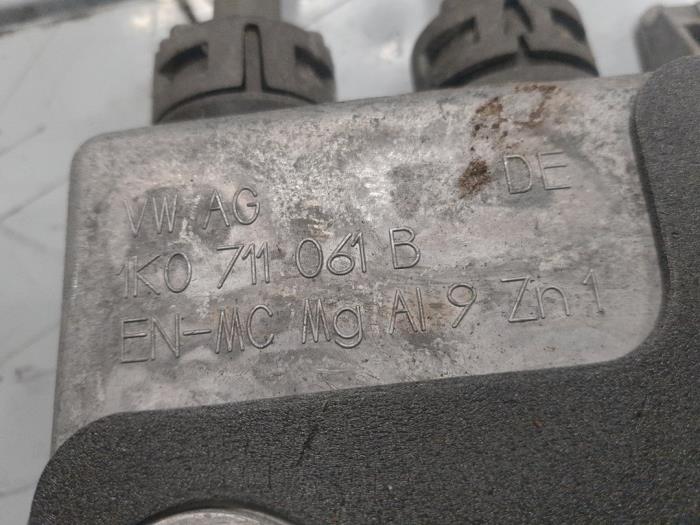 VW AG DE
1K0 711 061 B
EN-MC Mg Al 9 Zn 1